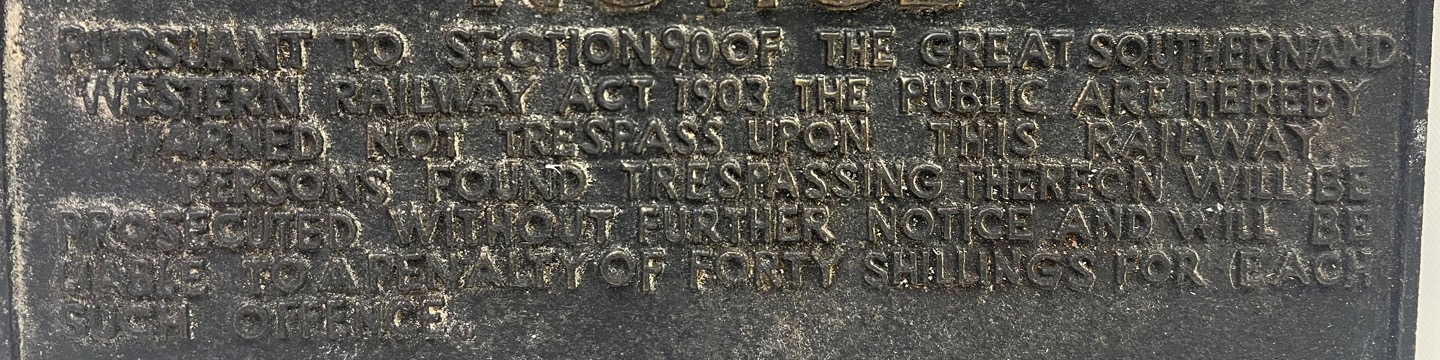 NOTICE
PURSUANT TO SECTION 90 OF THE GREAT SOUTHERN AND
WESTERN RAILWAY ACT 1903 THE PUBLIC ARE HEREBY
WARNED NOT TRESPASS UPON THIS RAILWAY
PERSONS FOUND TRESPASSING THEREON WILL BE
PROSECUTED WITHOUT FURTHER NOTICE AND WILL BE
LIABLE TO A PENALTY OF FORTY SHILLINGS FOR EACH
SUCH OFFENCE.